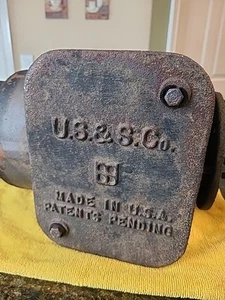 U.S.&S.Co.
MADE IN U.S.A.
PATENTS PENDING